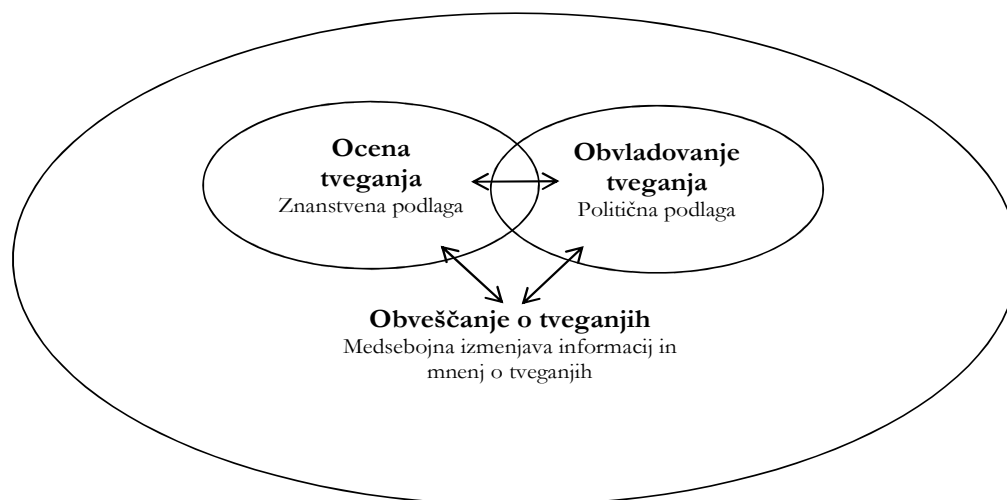 Ocena
tveganja
Znanstvena podlaga
Obvladovanje
tveganja
Politična podlaga
Obveščanje o tveganjih
Medsebojna izmenjava informacij in
mnenj o tveganjih